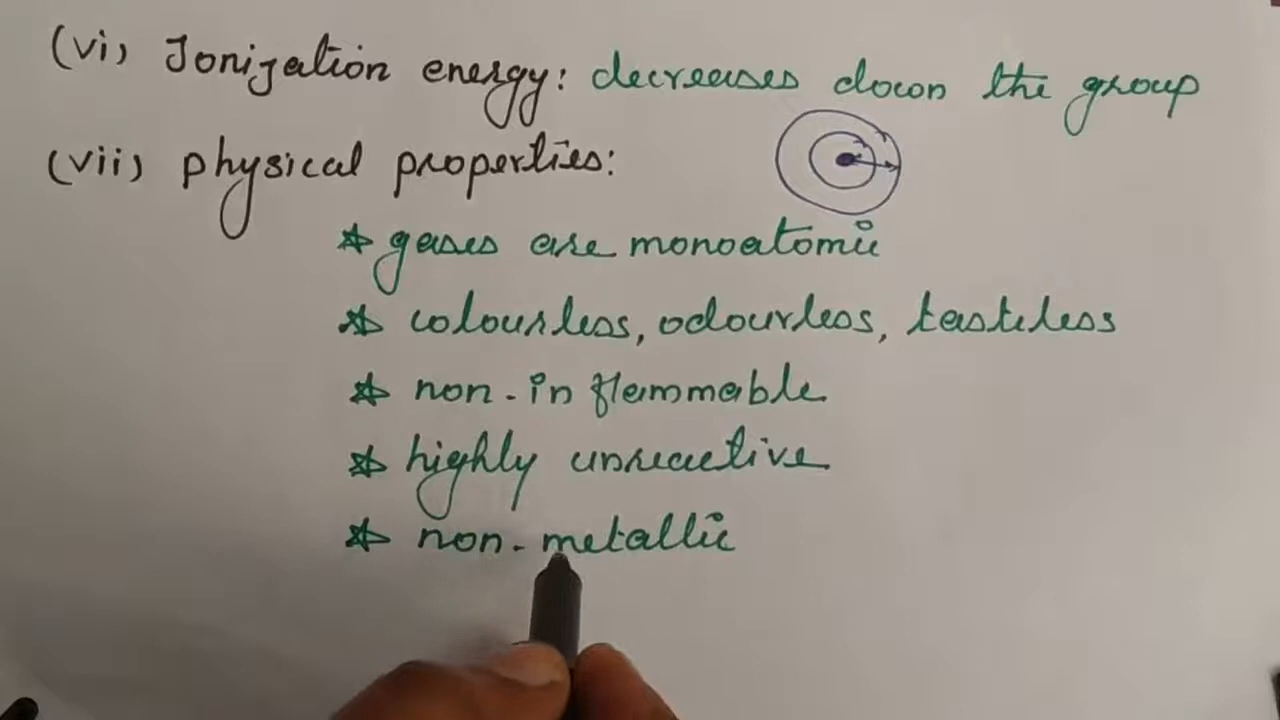 (vi) Ionization energy: decreases down the group
(vii) physical properties:
* gases are monoatomic
* colourless, odourless, tasteless
* non-inflammable
* highly unreactive
* non-metallic